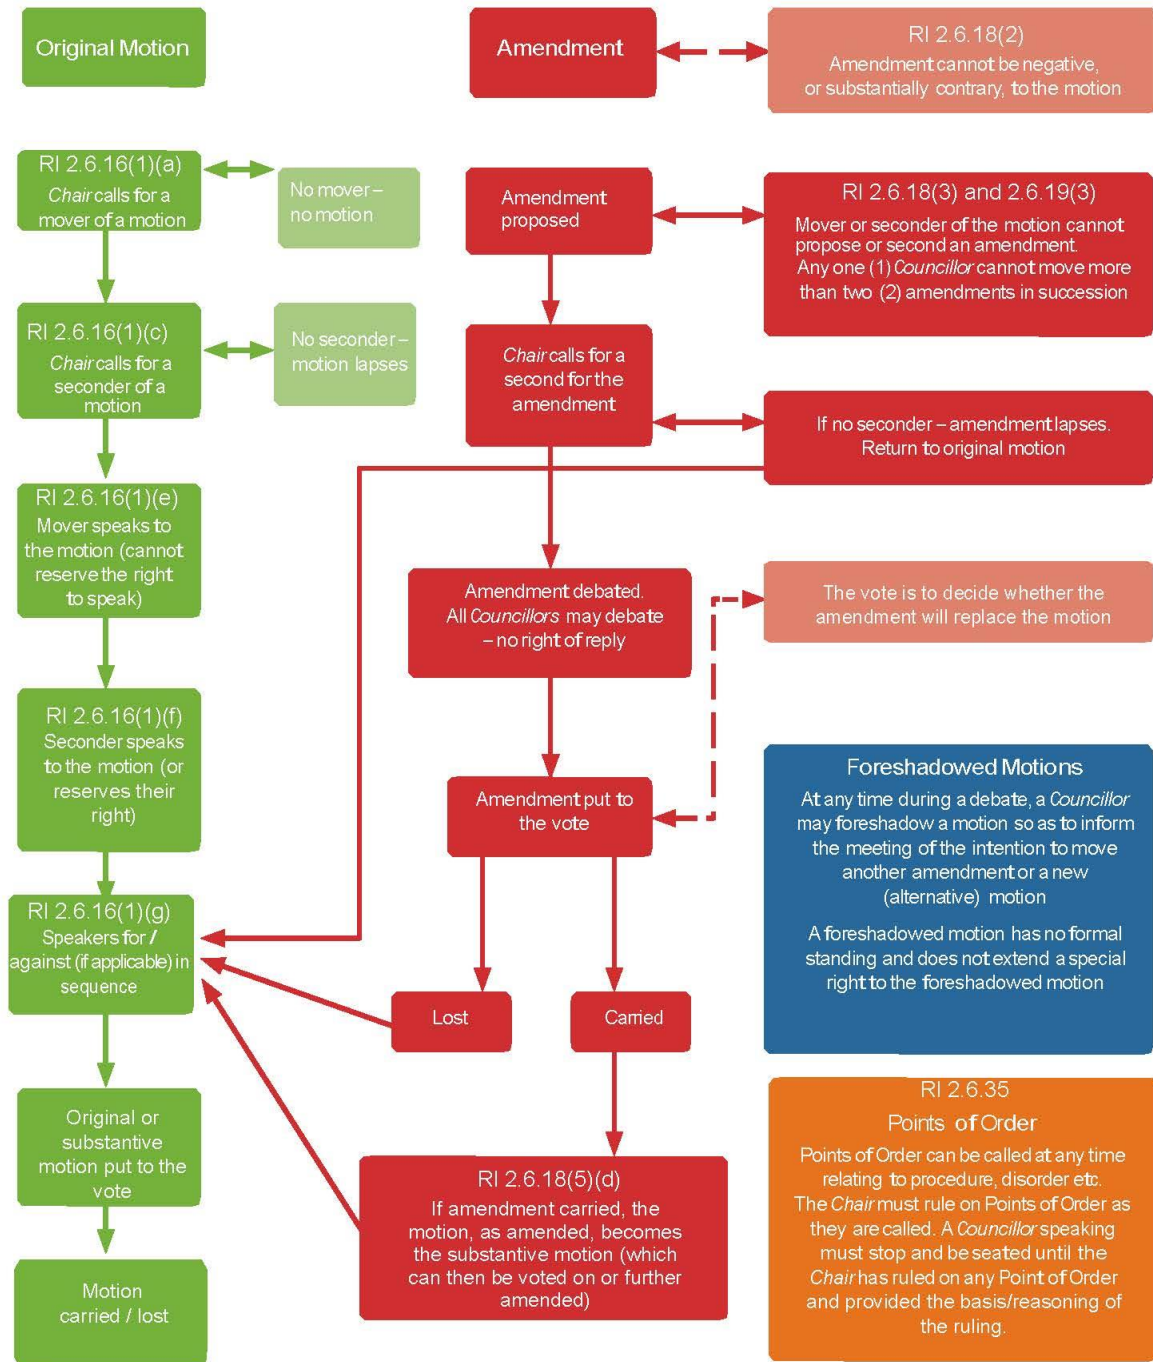 Original Motion
RI 2.6.16(1)(a)
Chair calls for a
mover of a motion
No mover –
no motion
RI 2.6.16(1)(c)
Chair calls for a
seconder of a
motion
No seconder –
motion lapses
RI 2.6.16(1)(e)
Mover speaks to
the motion (cannot
reserve the right
to speak)
RI 2.6.16(1)(f)
Seconder speaks
to the motion (or
reserves their
right)
RI 2.6.16(1)(g)
Speakers for /
against (if applicable) in
sequence
Original or
substantive
motion put to the
vote
Motion
carried / lost
Amendment
RI 2.6.18(2)
Amendment cannot be negative,
or substantially contrary, to the motion
Amendment
proposed
RI 2.6.18(3) and 2.6.19(3)
Mover or seconder of the motion cannot
propose or second an amendment.
Any one (1) Councillor cannot move more
than two (2) amendments in succession
Chair calls for a
second for the
amendment
If no seconder – amendment lapses.
Return to original motion
Amendment debated.
All Councillors may debate
– no right of reply
The vote is to decide whether the
amendment will replace the motion
Amendment put to
the vote
Lost
Carried
RI 2.6.18(5)(d)
If amendment carried, the
motion, as amended, becomes
the substantive motion (which
can then be voted on or further
amended)
Foreshadowed Motions
At any time during a debate, a Councillor
may foreshadow a motion so as to inform
the meeting of the intention to move
another amendment or a new
(alternative) motion
A foreshadowed motion has no formal
standing and does not extend a special
right to the foreshadowed motion
RI 2.6.35
Points of Order
Points of Order can be called at any time
relating to procedure, disorder etc.
The Chair must rule on Points of Order as
they are called. A Councillor speaking
must stop and be seated until the
Chair has ruled on any Point of Order
and provided the basis/reasoning of
the ruling.